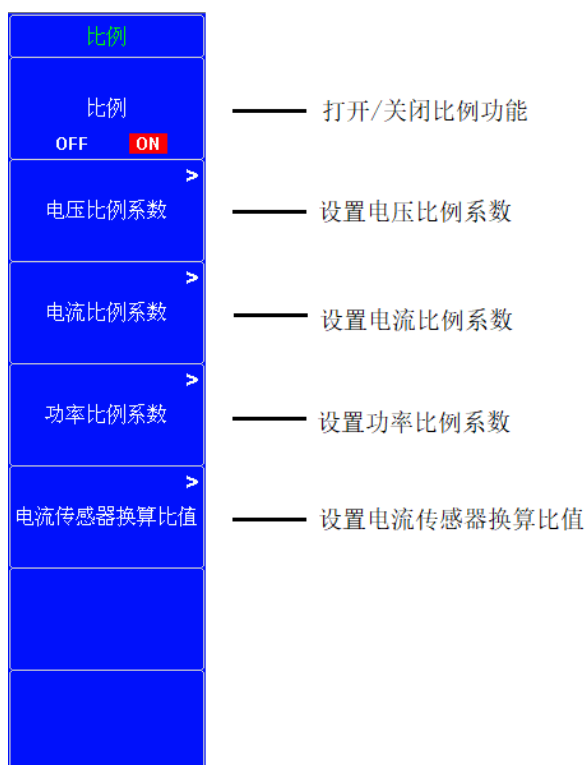 比例
比例
打开/关闭比例功能
OFF ON
>
电压比例系数
设置电压比例系数
>
电流比例系数
设置电流比例系数
>
功率比例系数
设置功率比例系数
>
电流传感器换算比值
设置电流传感器换算比值